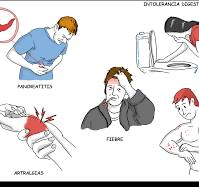 INTOLERANCIA DIGEST
PANCREATITIS
FIEBRE
ARTRALGIAS